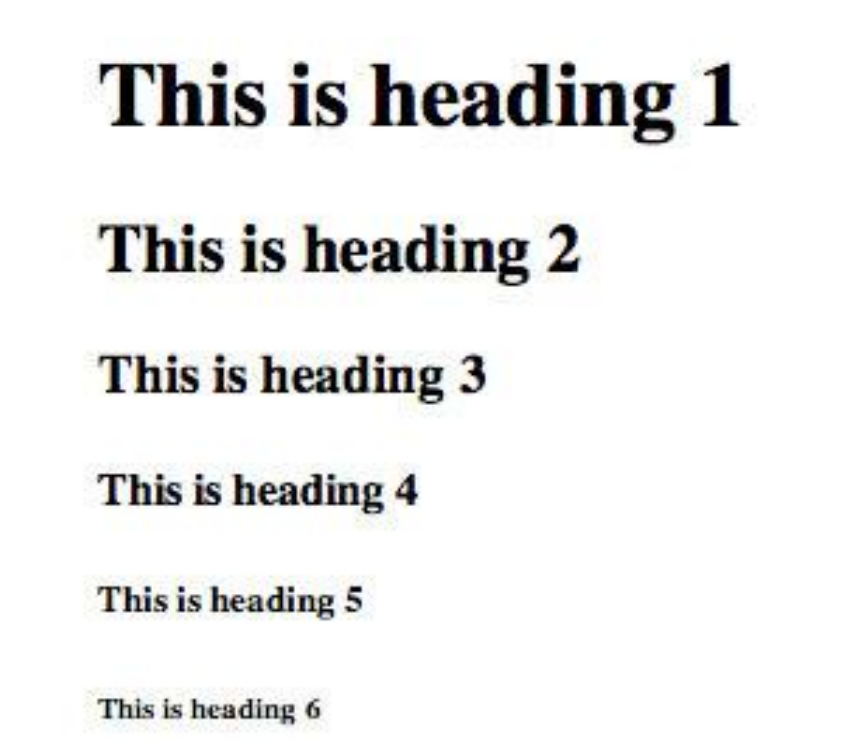 This is heading 1
This is heading 2
This is heading 3
This is heading 4
This is heading 5
This is heading 6